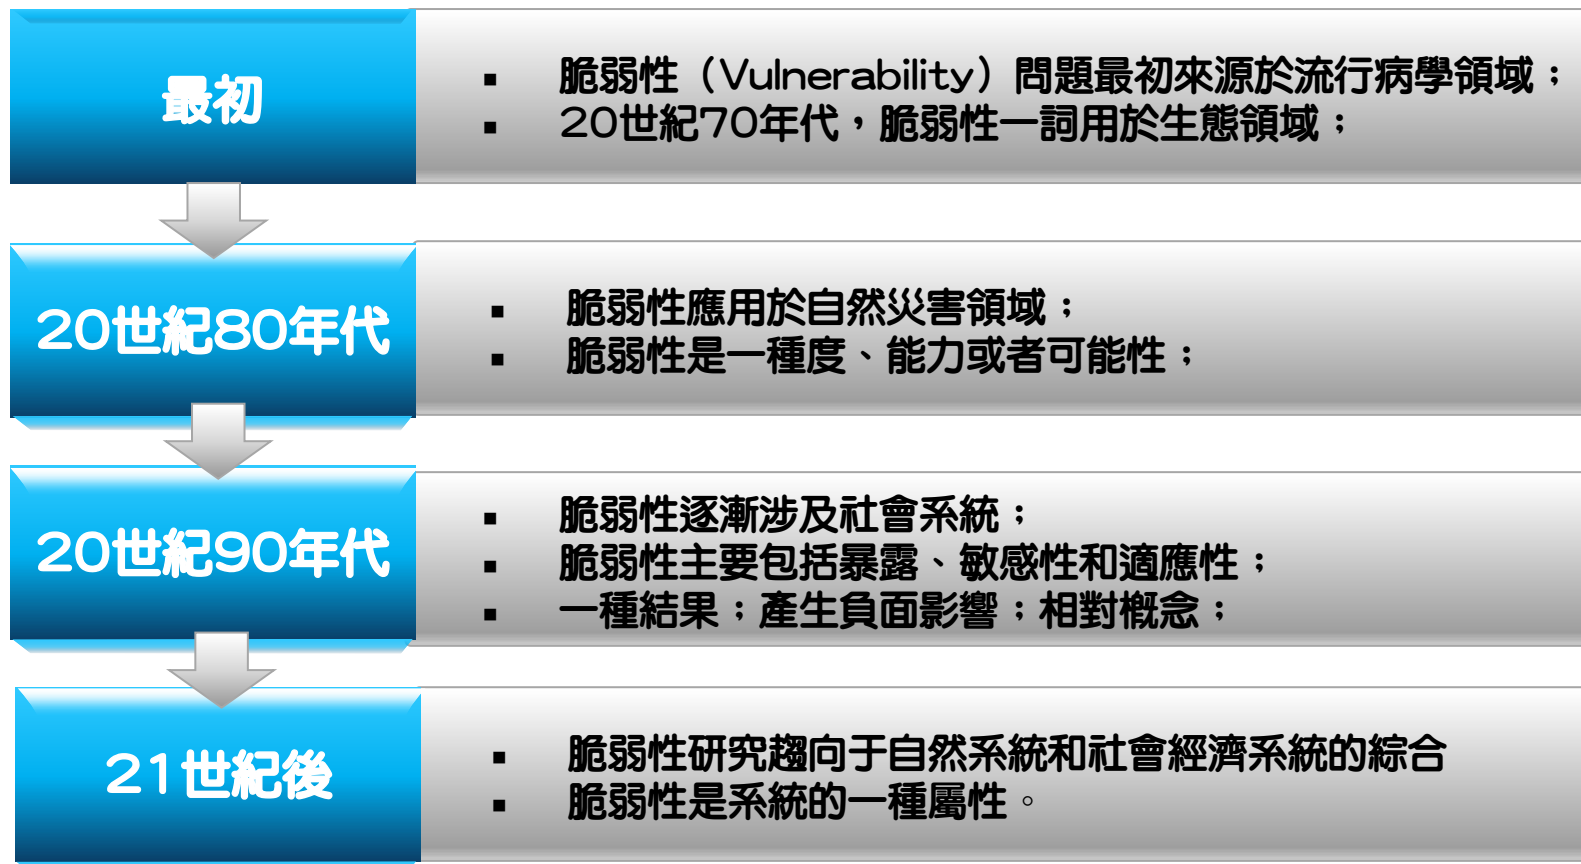 最初
▪ 脆弱性（Vulnerability）問題最初來源於流行病學領域；
▪ 20世紀70年代，脆弱性一詞用於生態領域；
20世紀80年代
▪ 脆弱性應用於自然災害領域；
▪ 脆弱性是一種度、能力或者可能性；
20世紀90年代
▪ 脆弱性逐漸涉及社會系統；
▪ 脆弱性主要包括暴露、敏感性和適應性；
▪ 一種結果；產生負面影響；相對概念；
21世紀後
▪ 脆弱性研究趨向于自然系統和社會經濟系統的綜合
▪ 脆弱性是系統的一種屬性。